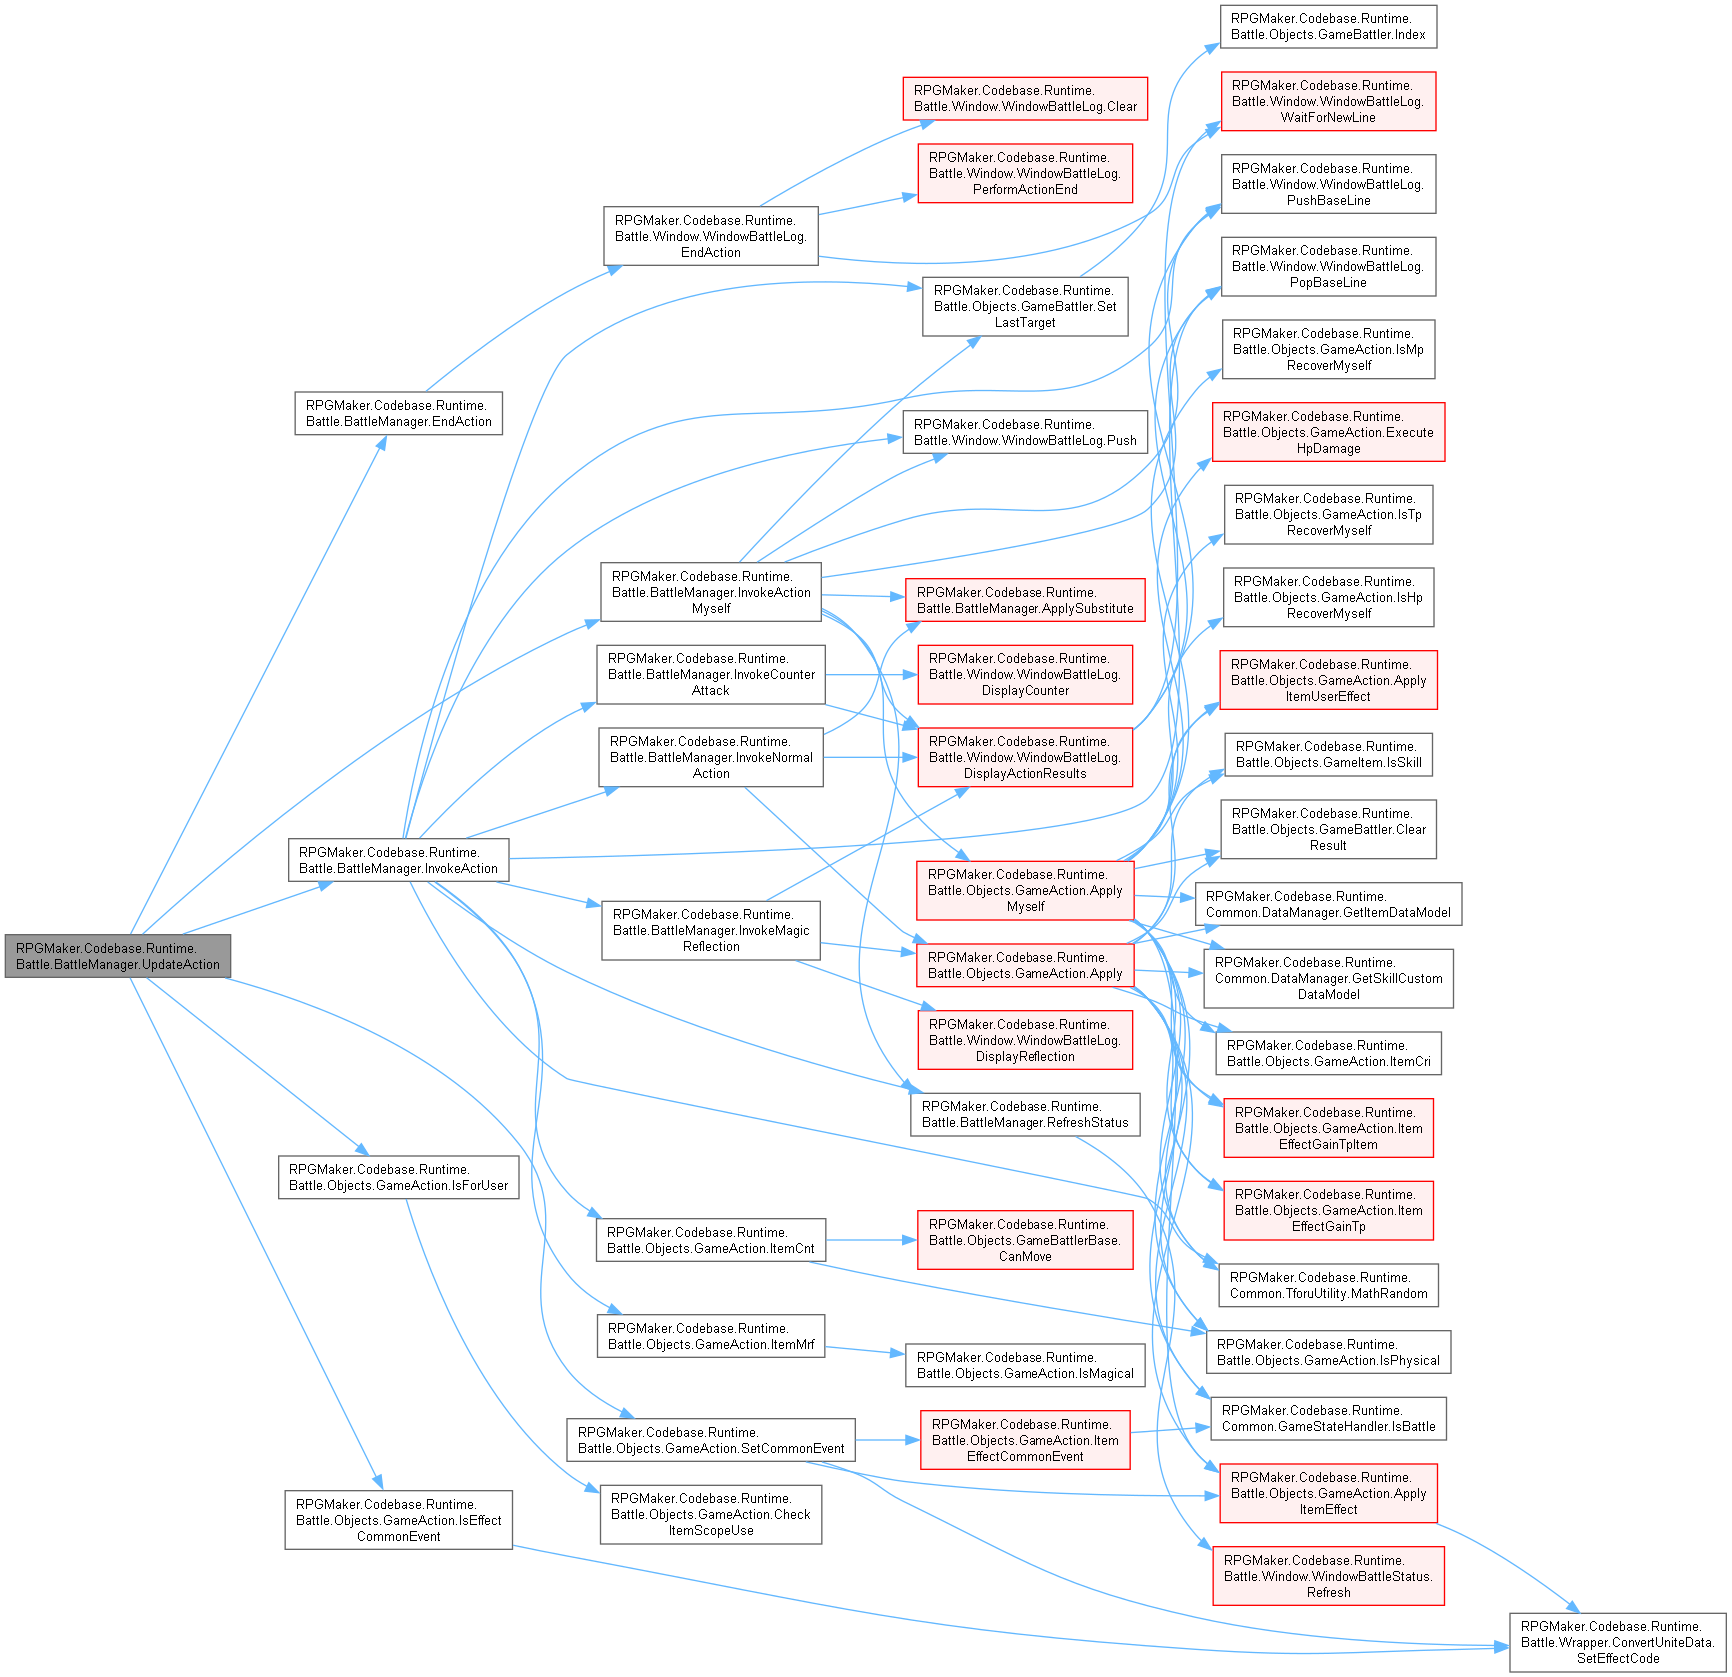 RPGMaker.Codebase.Runtime.
Battle.BattleManager.UpdateAction
RPGMaker.Codebase.Runtime.
Battle.BattleManager.EndAction
RPGMaker.Codebase.Runtime.
Battle.BattleManager.InvokeAction
RPGMaker.Codebase.Runtime.
Battle.Objects.GameAction.IsForUser
RPGMaker.Codebase.Runtime.
Battle.Objects.GameAction.IsEffect
CommonEvent
RPGMaker.Codebase.Runtime.
Battle.Window.WindowBattleLog.
EndAction
RPGMaker.Codebase.Runtime.
Battle.BattleManager.InvokeAction
Myself
RPGMaker.Codebase.Runtime.
Battle.BattleManager.InvokeCounter
Attack
RPGMaker.Codebase.Runtime.
Battle.BattleManager.InvokeNormal
Action
RPGMaker.Codebase.Runtime.
Battle.BattleManager.InvokeMagic
Reflection
RPGMaker.Codebase.Runtime.
Battle.Objects.GameAction.ItemCnt
RPGMaker.Codebase.Runtime.
Battle.Objects.GameAction.ItemMrf
RPGMaker.Codebase.Runtime.
Battle.Objects.GameAction.SetCommonEvent
RPGMaker.Codebase.Runtime.
Battle.Objects.GameAction.Check
ItemScopeUse
RPGMaker.Codebase.Runtime.
Battle.Window.WindowBattleLog.Clear
RPGMaker.Codebase.Runtime.
Battle.Window.WindowBattleLog.
PerformActionEnd
RPGMaker.Codebase.Runtime.
Battle.Objects.GameBattler.Set
LastTarget
RPGMaker.Codebase.Runtime.
Battle.Window.WindowBattleLog.Push
RPGMaker.Codebase.Runtime.
Battle.BattleManager.ApplySubstitute
RPGMaker.Codebase.Runtime.
Battle.Window.WindowBattleLog.
DisplayCounter
RPGMaker.Codebase.Runtime.
Battle.Window.WindowBattleLog.
DisplayActionResults
RPGMaker.Codebase.Runtime.
Battle.Objects.GameAction.Apply
Myself
RPGMaker.Codebase.Runtime.
Battle.Objects.GameAction.Apply
RPGMaker.Codebase.Runtime.
Battle.Window.WindowBattleLog.
DisplayReflection
RPGMaker.Codebase.Runtime.
Battle.BattleManager.RefreshStatus
RPGMaker.Codebase.Runtime.
Battle.Objects.GameBattlerBase.
CanMove
RPGMaker.Codebase.Runtime.
Battle.Objects.GameAction.IsMagical
RPGMaker.Codebase.Runtime.
Battle.Objects.GameAction.Item
EffectCommonEvent
RPGMaker.Codebase.Runtime.
Battle.Objects.GameBattler.Index
RPGMaker.Codebase.Runtime.
Battle.Window.WindowBattleLog.
WaitForNewLine
RPGMaker.Codebase.Runtime.
Battle.Window.WindowBattleLog.
PushBaseLine
RPGMaker.Codebase.Runtime.
Battle.Window.WindowBattleLog.
PopBaseLine
RPGMaker.Codebase.Runtime.
Battle.Objects.GameAction.IsMp
RecoverMyself
RPGMaker.Codebase.Runtime.
Battle.Objects.GameAction.Execute
HpDamage
RPGMaker.Codebase.Runtime.
Battle.Objects.GameAction.IsTp
RecoverMyself
RPGMaker.Codebase.Runtime.
Battle.Objects.GameAction.IsHp
RecoverMyself
RPGMaker.Codebase.Runtime.
Battle.Objects.GameAction.Apply
ItemUserEffect
RPGMaker.Codebase.Runtime.
Battle.Objects.GameItem.IsSkill
RPGMaker.Codebase.Runtime.
Battle.Objects.GameBattler.Clear
Result
RPGMaker.Codebase.Runtime.
Common.DataManager.GetItemDataModel
RPGMaker.Codebase.Runtime.
Common.DataManager.GetSkillCustom
DataModel
RPGMaker.Codebase.Runtime.
Battle.Objects.GameAction.ItemCri
RPGMaker.Codebase.Runtime.
Battle.Objects.GameAction.Item
EffectGainTpItem
RPGMaker.Codebase.Runtime.
Battle.Objects.GameAction.Item
EffectGainTp
RPGMaker.Codebase.Runtime.
Common.TforuUtility.MathRandom
RPGMaker.Codebase.Runtime.
Battle.Objects.GameAction.IsPhysical
RPGMaker.Codebase.Runtime.
Common.GameStateHandler.IsBattle
RPGMaker.Codebase.Runtime.
Battle.Objects.GameAction.Apply
ItemEffect
RPGMaker.Codebase.Runtime.
Battle.Window.WindowBattleStatus.
Refresh
RPGMaker.Codebase.Runtime.
Battle.Wrapper.ConvertUniteData.
SetEffectCode